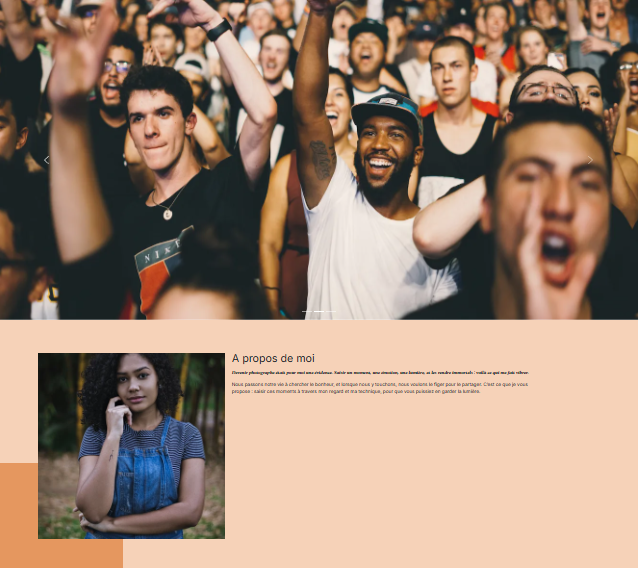 NIKE
A propos de moi
Devenir photographe était pour moi une évidence. Saisir un moment, une émotion, une lumière, et les rendre immortels : voilà ce qui me fait vibrer.
Nous passons notre vie à chercher le bonheur, et lorsque nous y touchons, nous voulons le figer pour le partager. C'est ce que je vous
propose : saisir ces moments à travers mon regard et ma technique, pour que vous puissiez en garder la lumière.